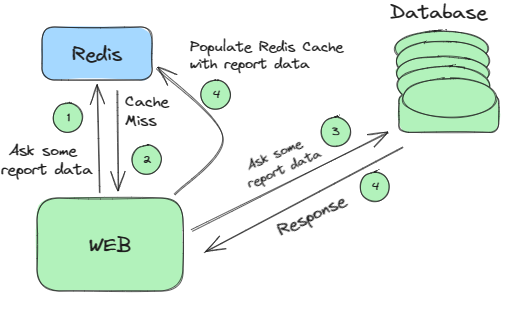 Database
Redis
Populate Redis Cache
with report data
4
1
Cache
Miss
2
Ask some
report data
3
Ask some
report data
4
Response
WEB